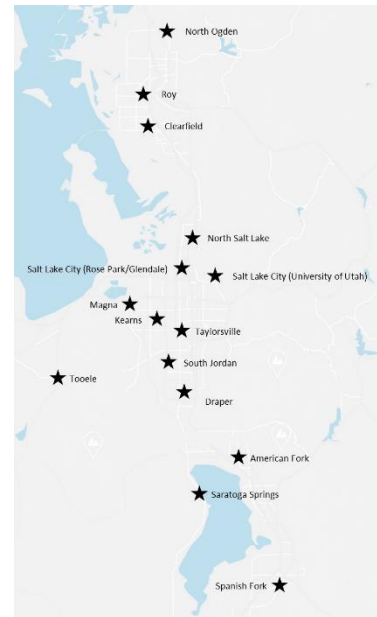 North Ogden
Roy
Clearfield
North Salt Lake
Salt Lake City (Rose Park/Glendale)
Salt Lake City (University of Utah)
Magna
Kearns
Taylorsville
South Jordan
Tooele
Draper
American Fork
Saratoga Springs
Spanish Fork